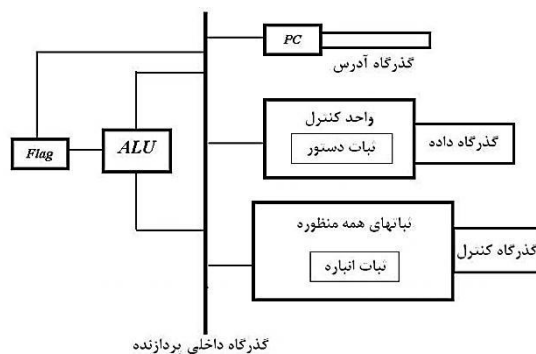 PC
گذرگاه آدرس
واحد کنترل
ثبات دستور
گذرگاه داده
Flag
ALU
ثباتهای همه منظوره
ثبات انباره
گذرگاه کنترل
گذرگاه داخلی پردازنده